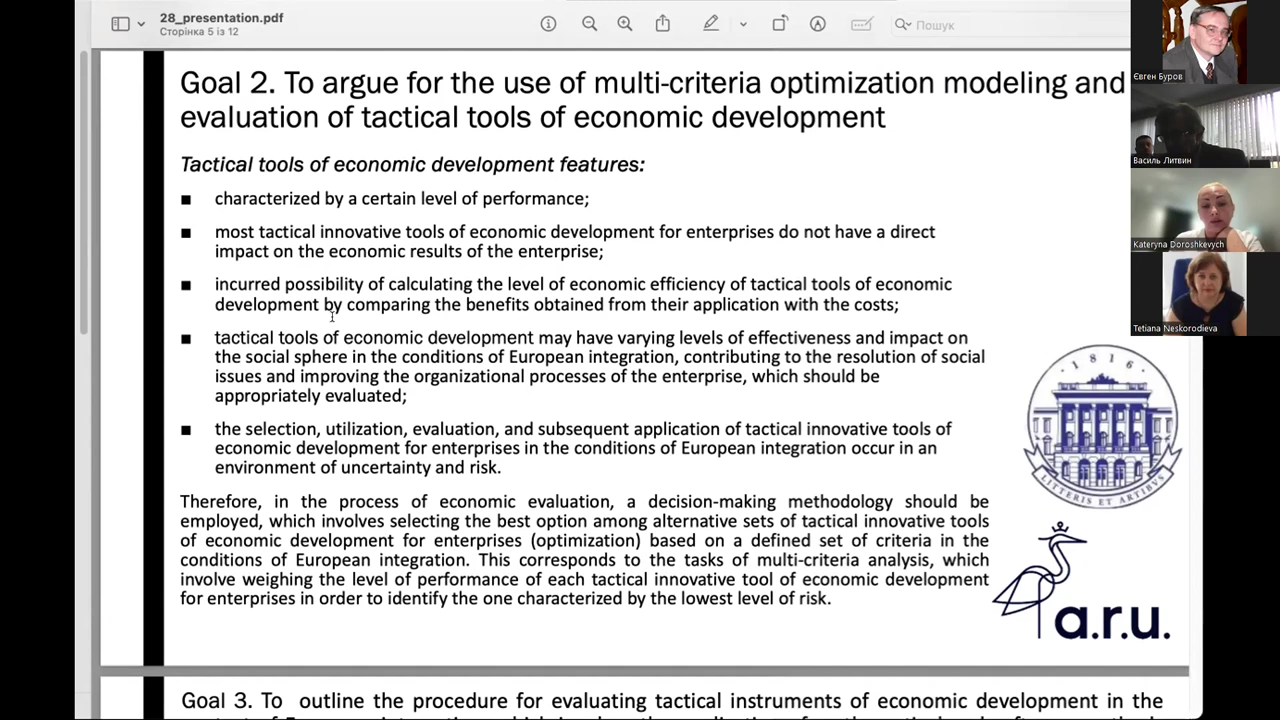 28_presentation.pdf
Сторінка 5 із 12
Пошук
Goal 2. To argue for the use of multi-criteria optimization modeling and
evaluation of tactical tools of economic development
Tactical tools of economic development features:
■ characterized by a certain level of performance;
■ most tactical innovative tools of economic development for enterprises do not have a direct
impact on the economic results of the enterprise;
■ incurred possibility of calculating the level of economic efficiency of tactical tools of economic
development by comparing the benefits obtained from their application with the costs;
■ tactical tools of economic development may have varying levels of effectiveness and impact on
the social sphere in the conditions of European integration, contributing to the resolution of social
issues and improving the organizational processes of the enterprise, which should be
appropriately evaluated;
■ the selection, utilization, evaluation, and subsequent application of tactical innovative tools of
economic development for enterprises in the conditions of European integration occur in an
environment of uncertainty and risk.
Therefore, in the process of economic evaluation, a decision-making methodology should be
employed, which involves selecting the best option among alternative sets of tactical innovative tools
of economic development for enterprises (optimization) based on a defined set of criteria in the
conditions of European integration. This corresponds to the tasks of multi-criteria analysis, which
involve weighing the level of performance of each tactical innovative tool of economic development
for enterprises in order to identify the one characterized by the lowest level of risk.
1816
LITTERIS ET ARTIBUS
a.r.u.
Goal 3. To outline the procedure for evaluating tactical instruments of economic development in the
Євген Буров
Василь Литвин
Kateryna Doroshkevych
Tetiana Neskorodieva